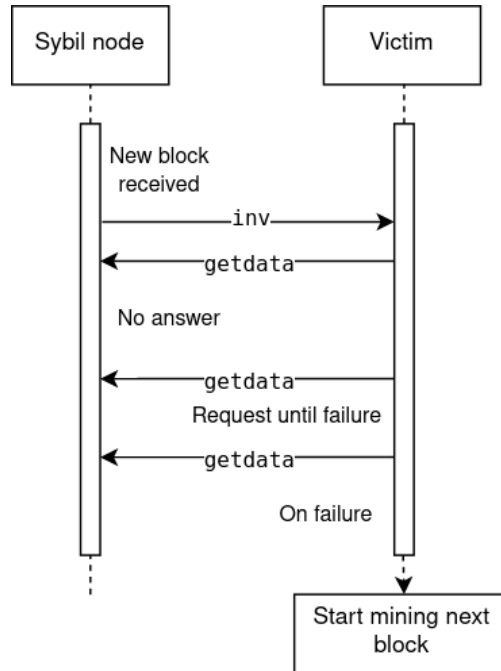 Sybil node
Victim
New block
received
inv
getdata
No answer
getdata
Request until failure
getdata
On failure
Start mining next
block